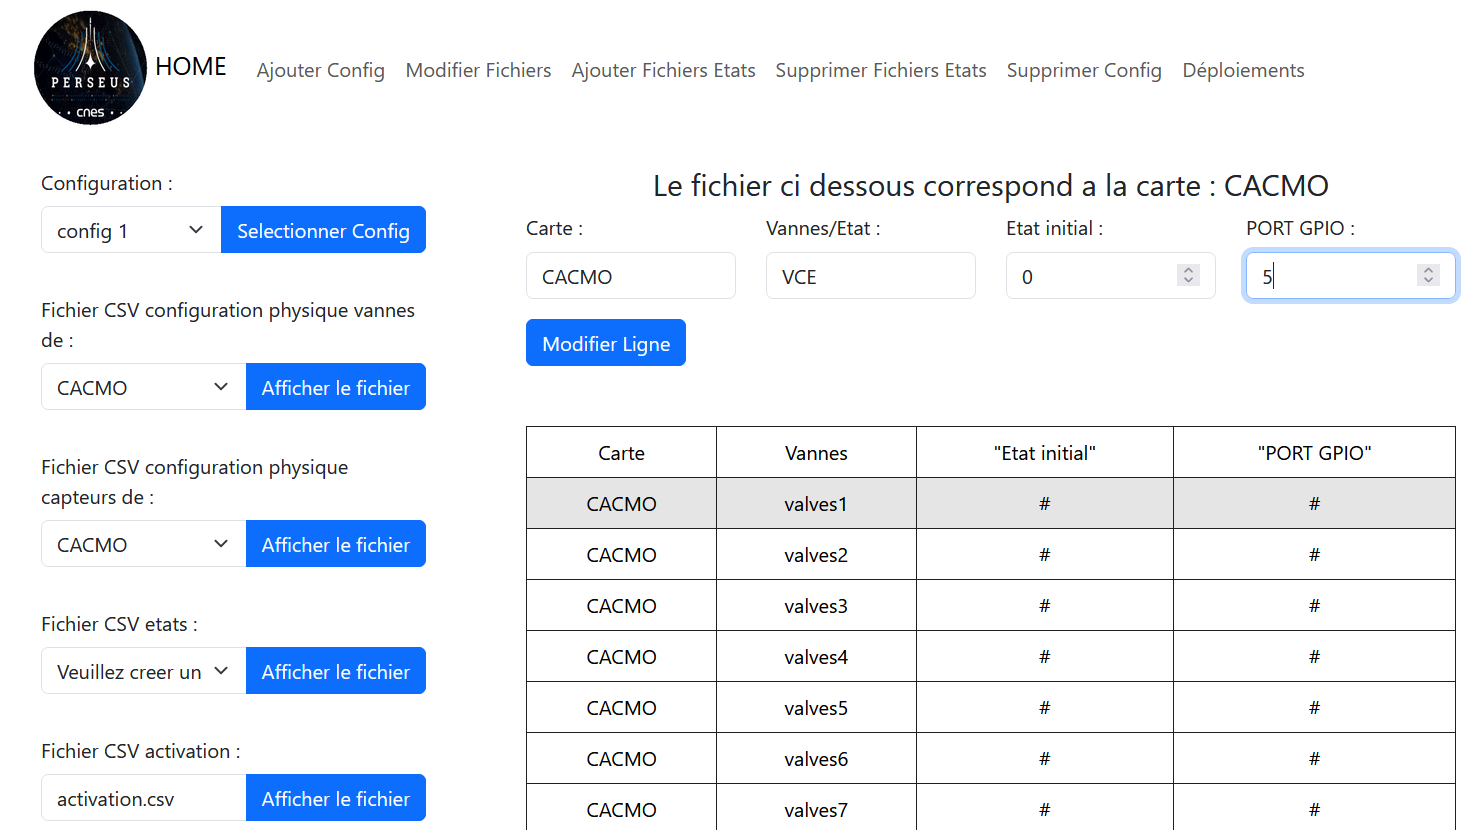 PERSEUS
cnes
HOME
Ajouter Config Modifier Fichiers Ajouter Fichiers Etats Supprimer Fichiers Etats Supprimer Config Déploiements
Configuration :
config 1
Selectionner Config
Fichier CSV configuration physique vannes
de :
CACMO
Afficher le fichier
Fichier CSV configuration physique
capteurs de :
CACMO
Afficher le fichier
Fichier CSV etats :
Veuillez creer un
Afficher le fichier
Fichier CSV activation :
activation.csv
Afficher le fichier
Le fichier ci dessous correspond a la carte : CACMO
Carte : Vannes/Etat : Etat initial : PORT GPIO :
CACMO VCE 0 5
Modifier Ligne
Carte Vannes "Etat initial" "PORT GPIO"
CACMO valves1 # #
CACMO valves2 # #
CACMO valves3 # #
CACMO valves4 # #
CACMO valves5 # #
CACMO valves6 # #
CACMO valves7 # #